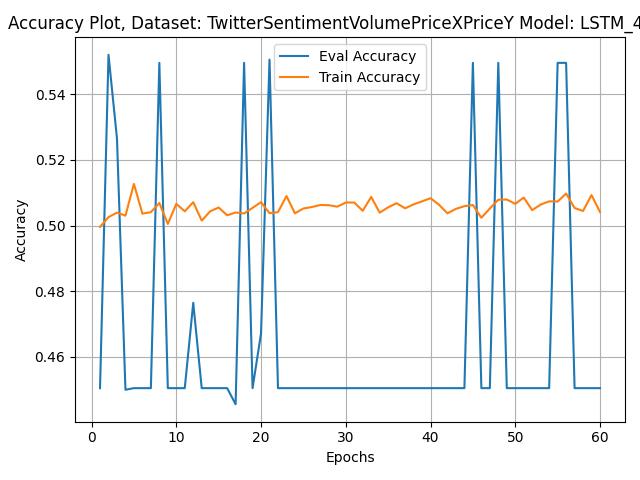 Accuracy Plot, Dataset: TwitterSentimentVolumePriceXPriceY Model: LSTM_4
Eval Accuracy
Train Accuracy
0.54
0.52
0.50
0.48
0.46
Accuracy
0 10 20 30 40 50 60
Epochs